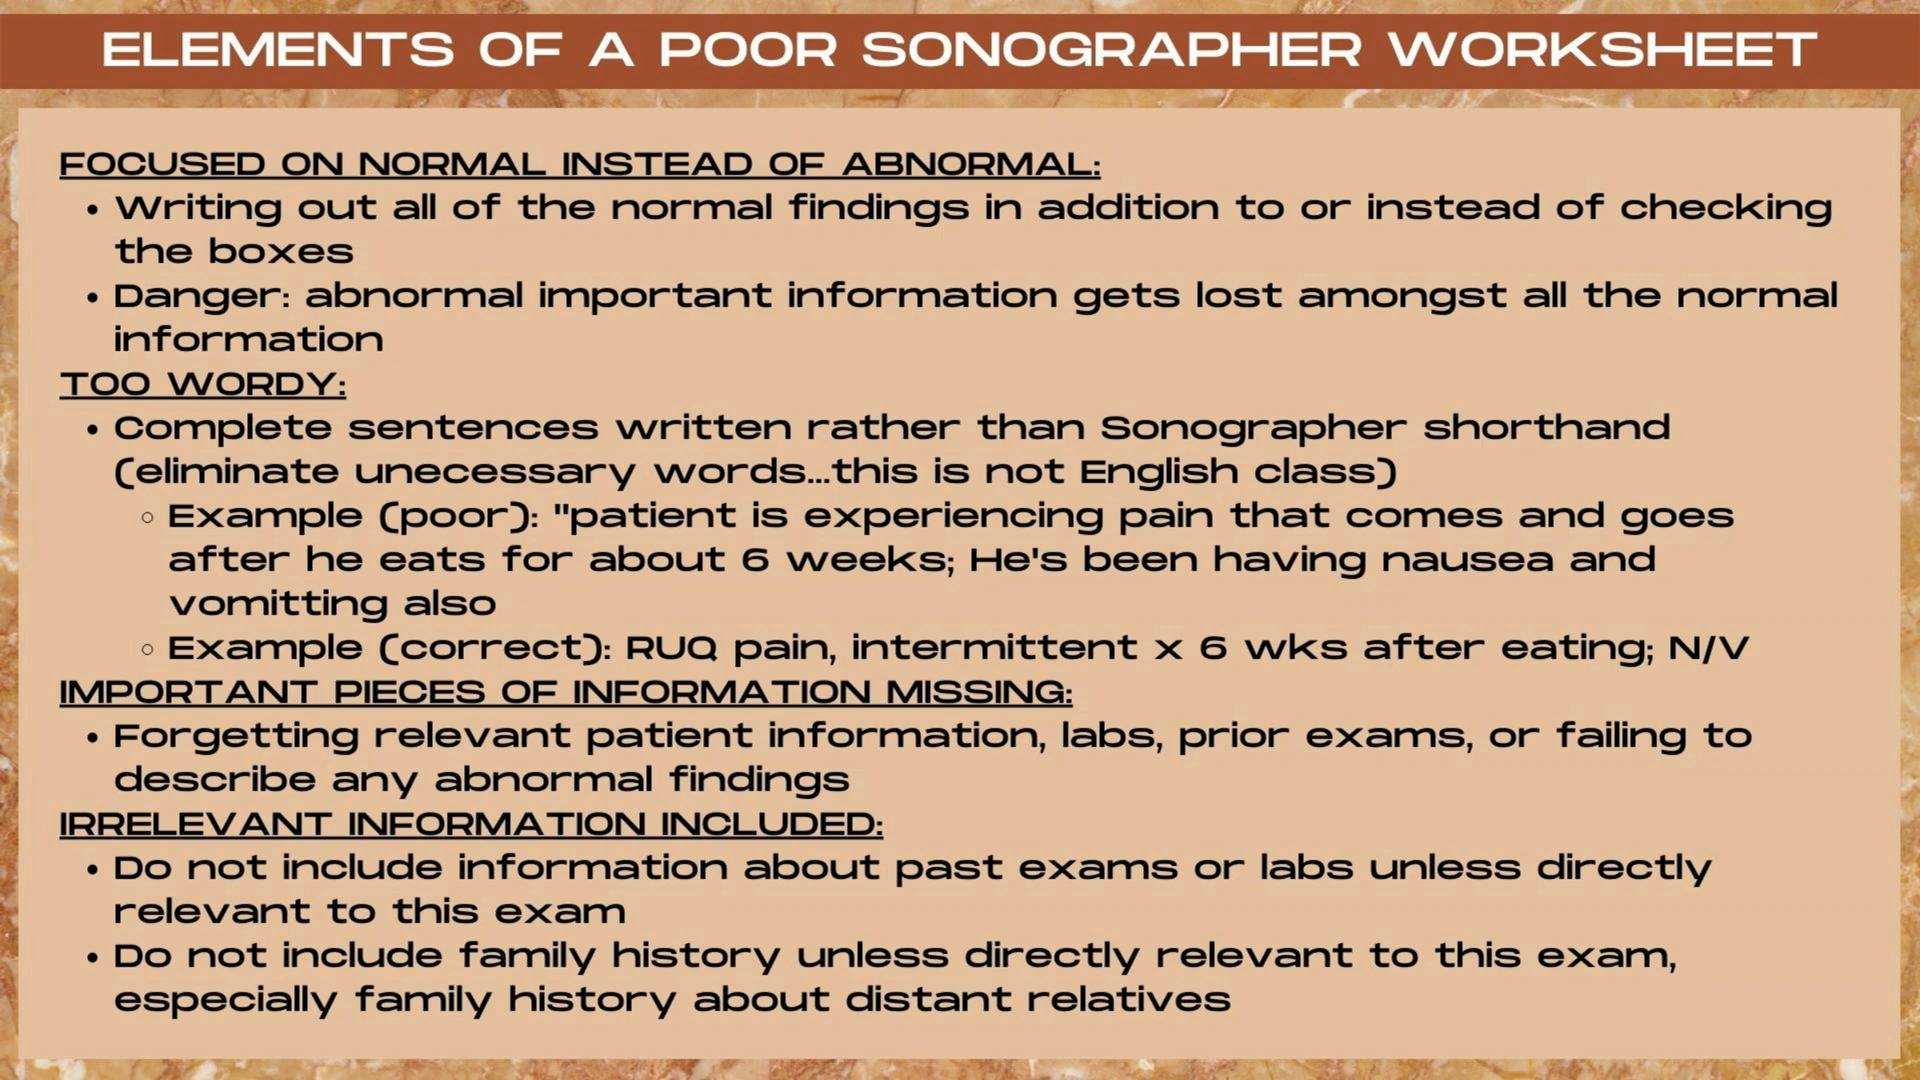 ELEMENTS OF A POOR SONOGRAPHER WORKSHEET
FOCUSED ON NORMAL INSTEAD OF ABNORMAL:
• Writing out all of the normal findings in addition to or instead of checking
the boxes
• Danger: abnormal important information gets lost amongst all the normal
information
TOO WORDY:
• Complete sentences written rather than Sonographer shorthand
(eliminate unecessary words...this is not English class)
◦ Example (poor): "patient is experiencing pain that comes and goes
after he eats for about 6 weeks; He's been having nausea and
vomitting also
◦ Example (correct): RUQ pain, intermittent x 6 wks after eating; N/V
IMPORTANT PIECES OF INFORMATION MISSING:
• Forgetting relevant patient information, labs, prior exams, or failing to
describe any abnormal findings
IRRELEVANT INFORMATION INCLUDED:
• Do not include information about past exams or labs unless directly
relevant to this exam
• Do not include family history unless directly relevant to this exam,
especially family history about distant relatives